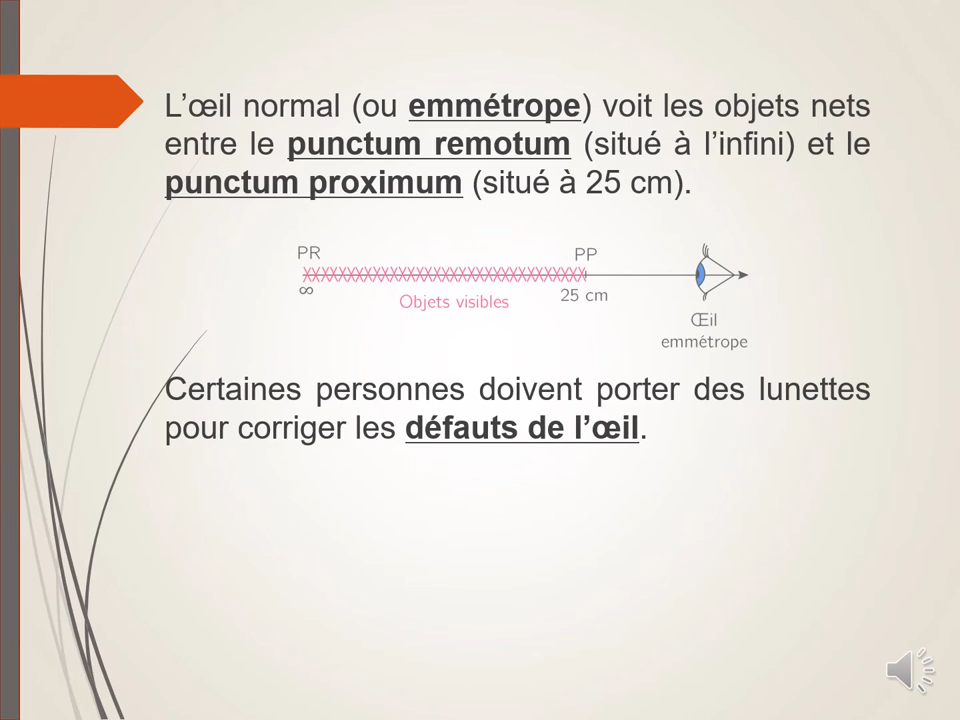 L’œil normal (ou emmétrope) voit les objets nets
entre le punctum remotum (situé à l’infini) et le
punctum proximum (situé à 25 cm).
PR
PP
∞
Objets visibles
25 cm
Œil
emmétrope
Certaines personnes doivent porter des lunettes
pour corriger les défauts de l’œil.